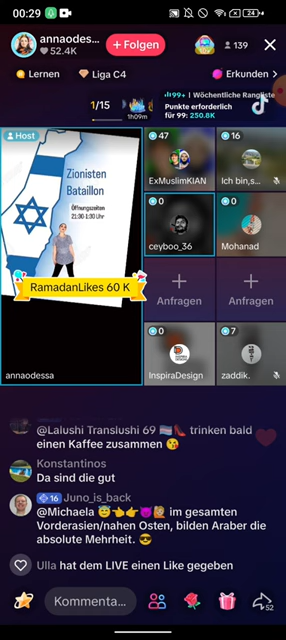 00:29
24
annaodes...
52.4K
+ Folgen
139
Lernen
Liga C4
Erkunden >
1/15
1h09m
99+ | Wöchentliche Rangliste
Punkte erforderlich
für 99: 250.8K
Host
Zionisten
Bataillon
Öffnungszeiten
21:30-1:30 Uhr
RamadanLikes 60 K
annaodessa
47
ExMuslimKIAN
16
Ich bin,s...
0
ceyboo_36
0
Mohanad
+
Anfragen
+
Anfragen
0
InspiraDesign
7
zaddik.
@Lalushi Translushi 69 trinken bald
einen Kaffee zusammen 😘
Konstantinos
Da sind die gut
16 Juno_is_back
@Michaela 😇👈👉😈🙋 im gesamten
Vorderasien/nahen Osten, bilden Araber die
absolute Mehrheit. 😎
Ulla hat dem LIVE einen Like gegeben
Kommenta...
52